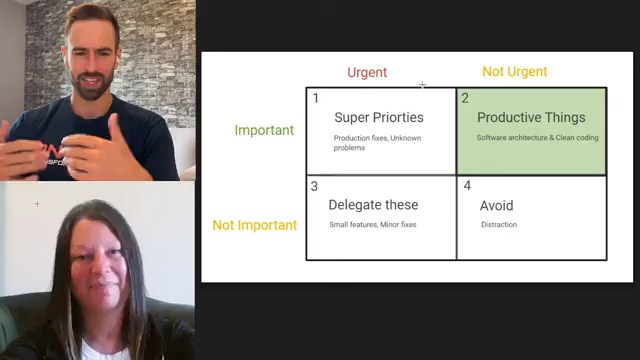 Urgent
Not Urgent
Important
1
Super Priorties
Production fixes, Unknown
problems
2
Productive Things
Software architecture & Clean coding
Not Important
3
Delegate these
Small features, Minor fixes
4
Avoid
Distraction